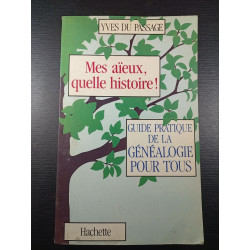 YVES DU PASSAGE
Mes aïeux,
quelle histoire !
GUIDE PRATIQUE
DE LA
GÉNÉALOGIE
POUR TOUS
Hachette